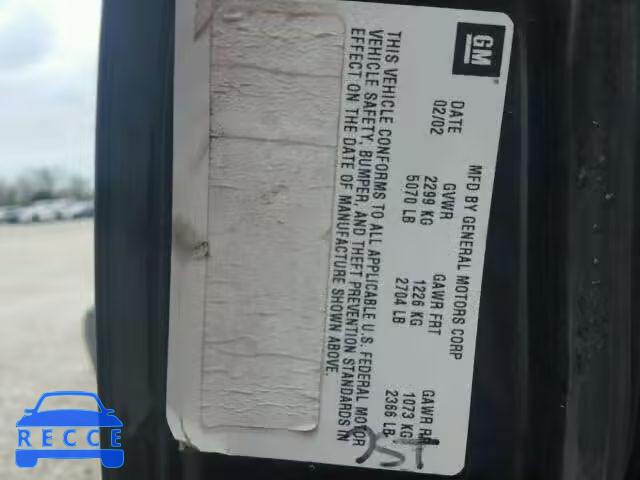 GM
MFD BY GENERAL MOTORS CORP
DATE GVWR GAWR FRT GAWR RR
02/02 2299 KG 1226 KG 1073 KG
5070 LB 2704 LB 2366 LB
THIS VEHICLE CONFORMS TO ALL APPLICABLE U.S. FEDERAL MOTOR
VEHICLE SAFETY, BUMPER, AND THEFT PREVENTION STANDARDS IN
EFFECT ON THE DATE OF MANUFACTURE SHOWN ABOVE.
RECCE